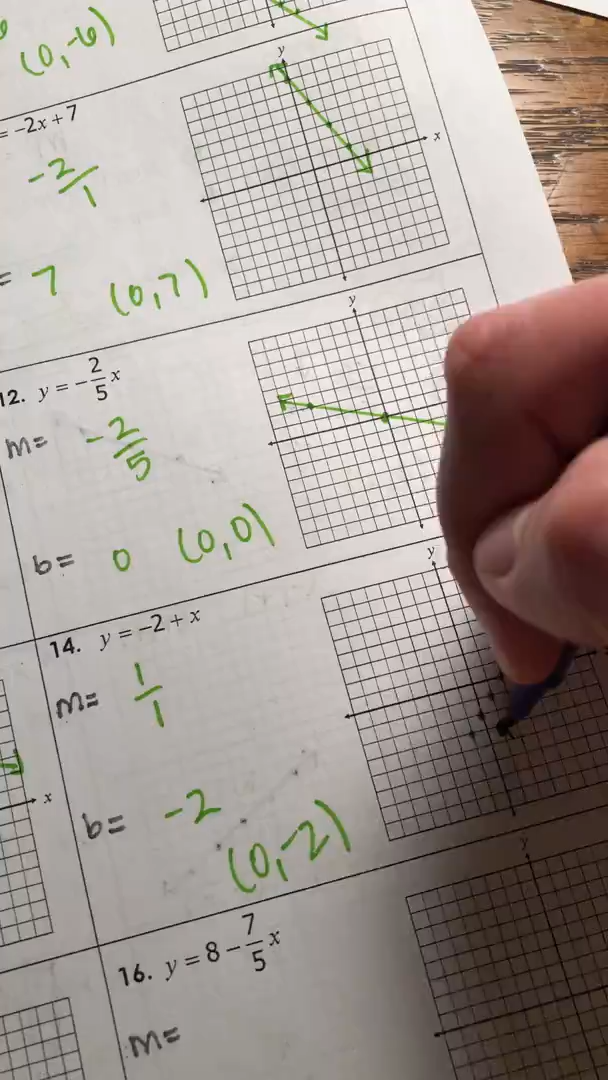 (0,-6)
y
= -2x + 7
x
-2/1
= 7 (0,7)
y
12. y = -2/5 x
m= -2/5
b= 0 (0,0)
y
14. y = -2 + x
m= 1/1
x
b= -2
(0,-2)
y
16. y = 8 - 7/5 x
m=